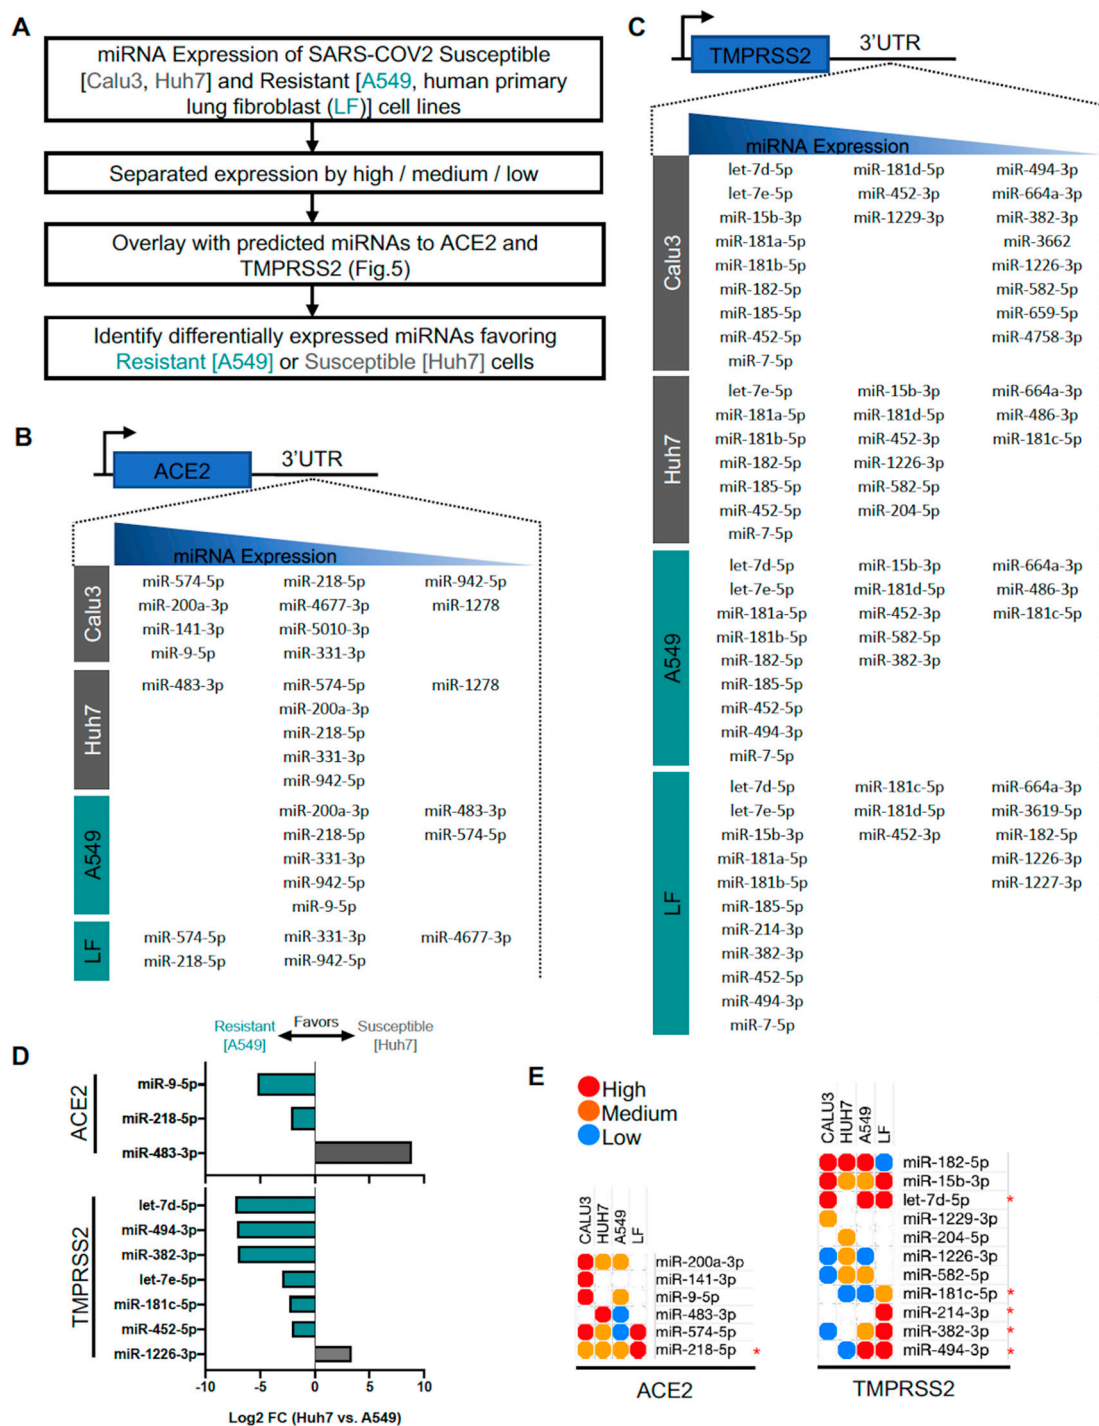 A
miRNA Expression of SARS-COV2 Susceptible
[Calu3, Huh7] and Resistant [A549, human primary
lung fibroblast (LF)] cell lines
Separated expression by high / medium / low
Overlay with predicted miRNAs to ACE2 and
TMPRSS2 (Fig.5)
Identify differentially expressed miRNAs favoring
Resistant [A549] or Susceptible [Huh7] cells
B
ACE2
3'UTR
miRNA Expression
Calu3
miR-574-5p miR-218-5p miR-942-5p
miR-200a-3p miR-4677-3p miR-1278
miR-141-3p miR-5010-3p
miR-9-5p miR-331-3p
Huh7
miR-483-3p miR-574-5p miR-1278
miR-200a-3p
miR-218-5p
miR-331-3p
miR-942-5p
A549
miR-200a-3p miR-483-3p
miR-218-5p miR-574-5p
miR-331-3p
miR-942-5p
miR-9-5p
LF
miR-574-5p miR-331-3p miR-4677-3p
miR-218-5p miR-942-5p
C
TMPRSS2
3'UTR
miRNA Expression
Calu3
let-7d-5p miR-181d-5p miR-494-3p
let-7e-5p miR-452-3p miR-664a-3p
miR-15b-3p miR-1229-3p miR-382-3p
miR-181a-5p miR-3662
miR-181b-5p miR-1226-3p
miR-182-5p miR-582-5p
miR-185-5p miR-659-5p
miR-452-5p miR-4758-3p
miR-7-5p
Huh7
let-7e-5p miR-15b-3p miR-664a-3p
miR-181a-5p miR-181d-5p miR-486-3p
miR-181b-5p miR-452-3p miR-181c-5p
miR-182-5p miR-1226-3p
miR-185-5p miR-582-5p
miR-452-5p miR-204-5p
miR-7-5p
A549
let-7d-5p miR-15b-3p miR-664a-3p
let-7e-5p miR-181d-5p miR-486-3p
miR-181a-5p miR-452-3p miR-181c-5p
miR-181b-5p miR-582-5p
miR-182-5p miR-382-3p
miR-185-5p
miR-452-5p
miR-494-3p
miR-7-5p
LF
let-7d-5p miR-181c-5p miR-664a-3p
let-7e-5p miR-181d-5p miR-3619-5p
miR-15b-3p miR-452-3p miR-182-5p
miR-181a-5p miR-1226-3p
miR-181b-5p miR-1227-3p
miR-185-5p
miR-214-3p
miR-382-3p
miR-452-5p
miR-494-3p
miR-7-5p
D
Resistant Favors Susceptible
[A549] [Huh7]
ACE2
miR-9-5p
miR-218-5p
miR-483-3p
TMPRSS2
let-7d-5p
miR-494-3p
miR-382-3p
let-7e-5p
miR-181c-5p
miR-452-5p
miR-1226-3p
-10 -5 0 5 10
Log2 FC (Huh7 vs. A549)
E
High
Medium
Low
CALU3 HUH7 A549 LF
miR-200a-3p
miR-141-3p
miR-9-5p
miR-483-3p
miR-574-5p
miR-218-5p *
ACE2
CALU3 HUH7 A549 LF
miR-182-5p
miR-15b-3p
let-7d-5p *
miR-1229-3p
miR-204-5p
miR-1226-3p
miR-582-5p
miR-181c-5p *
miR-214-3p *
miR-382-3p *
miR-494-3p *
TMPRSS2